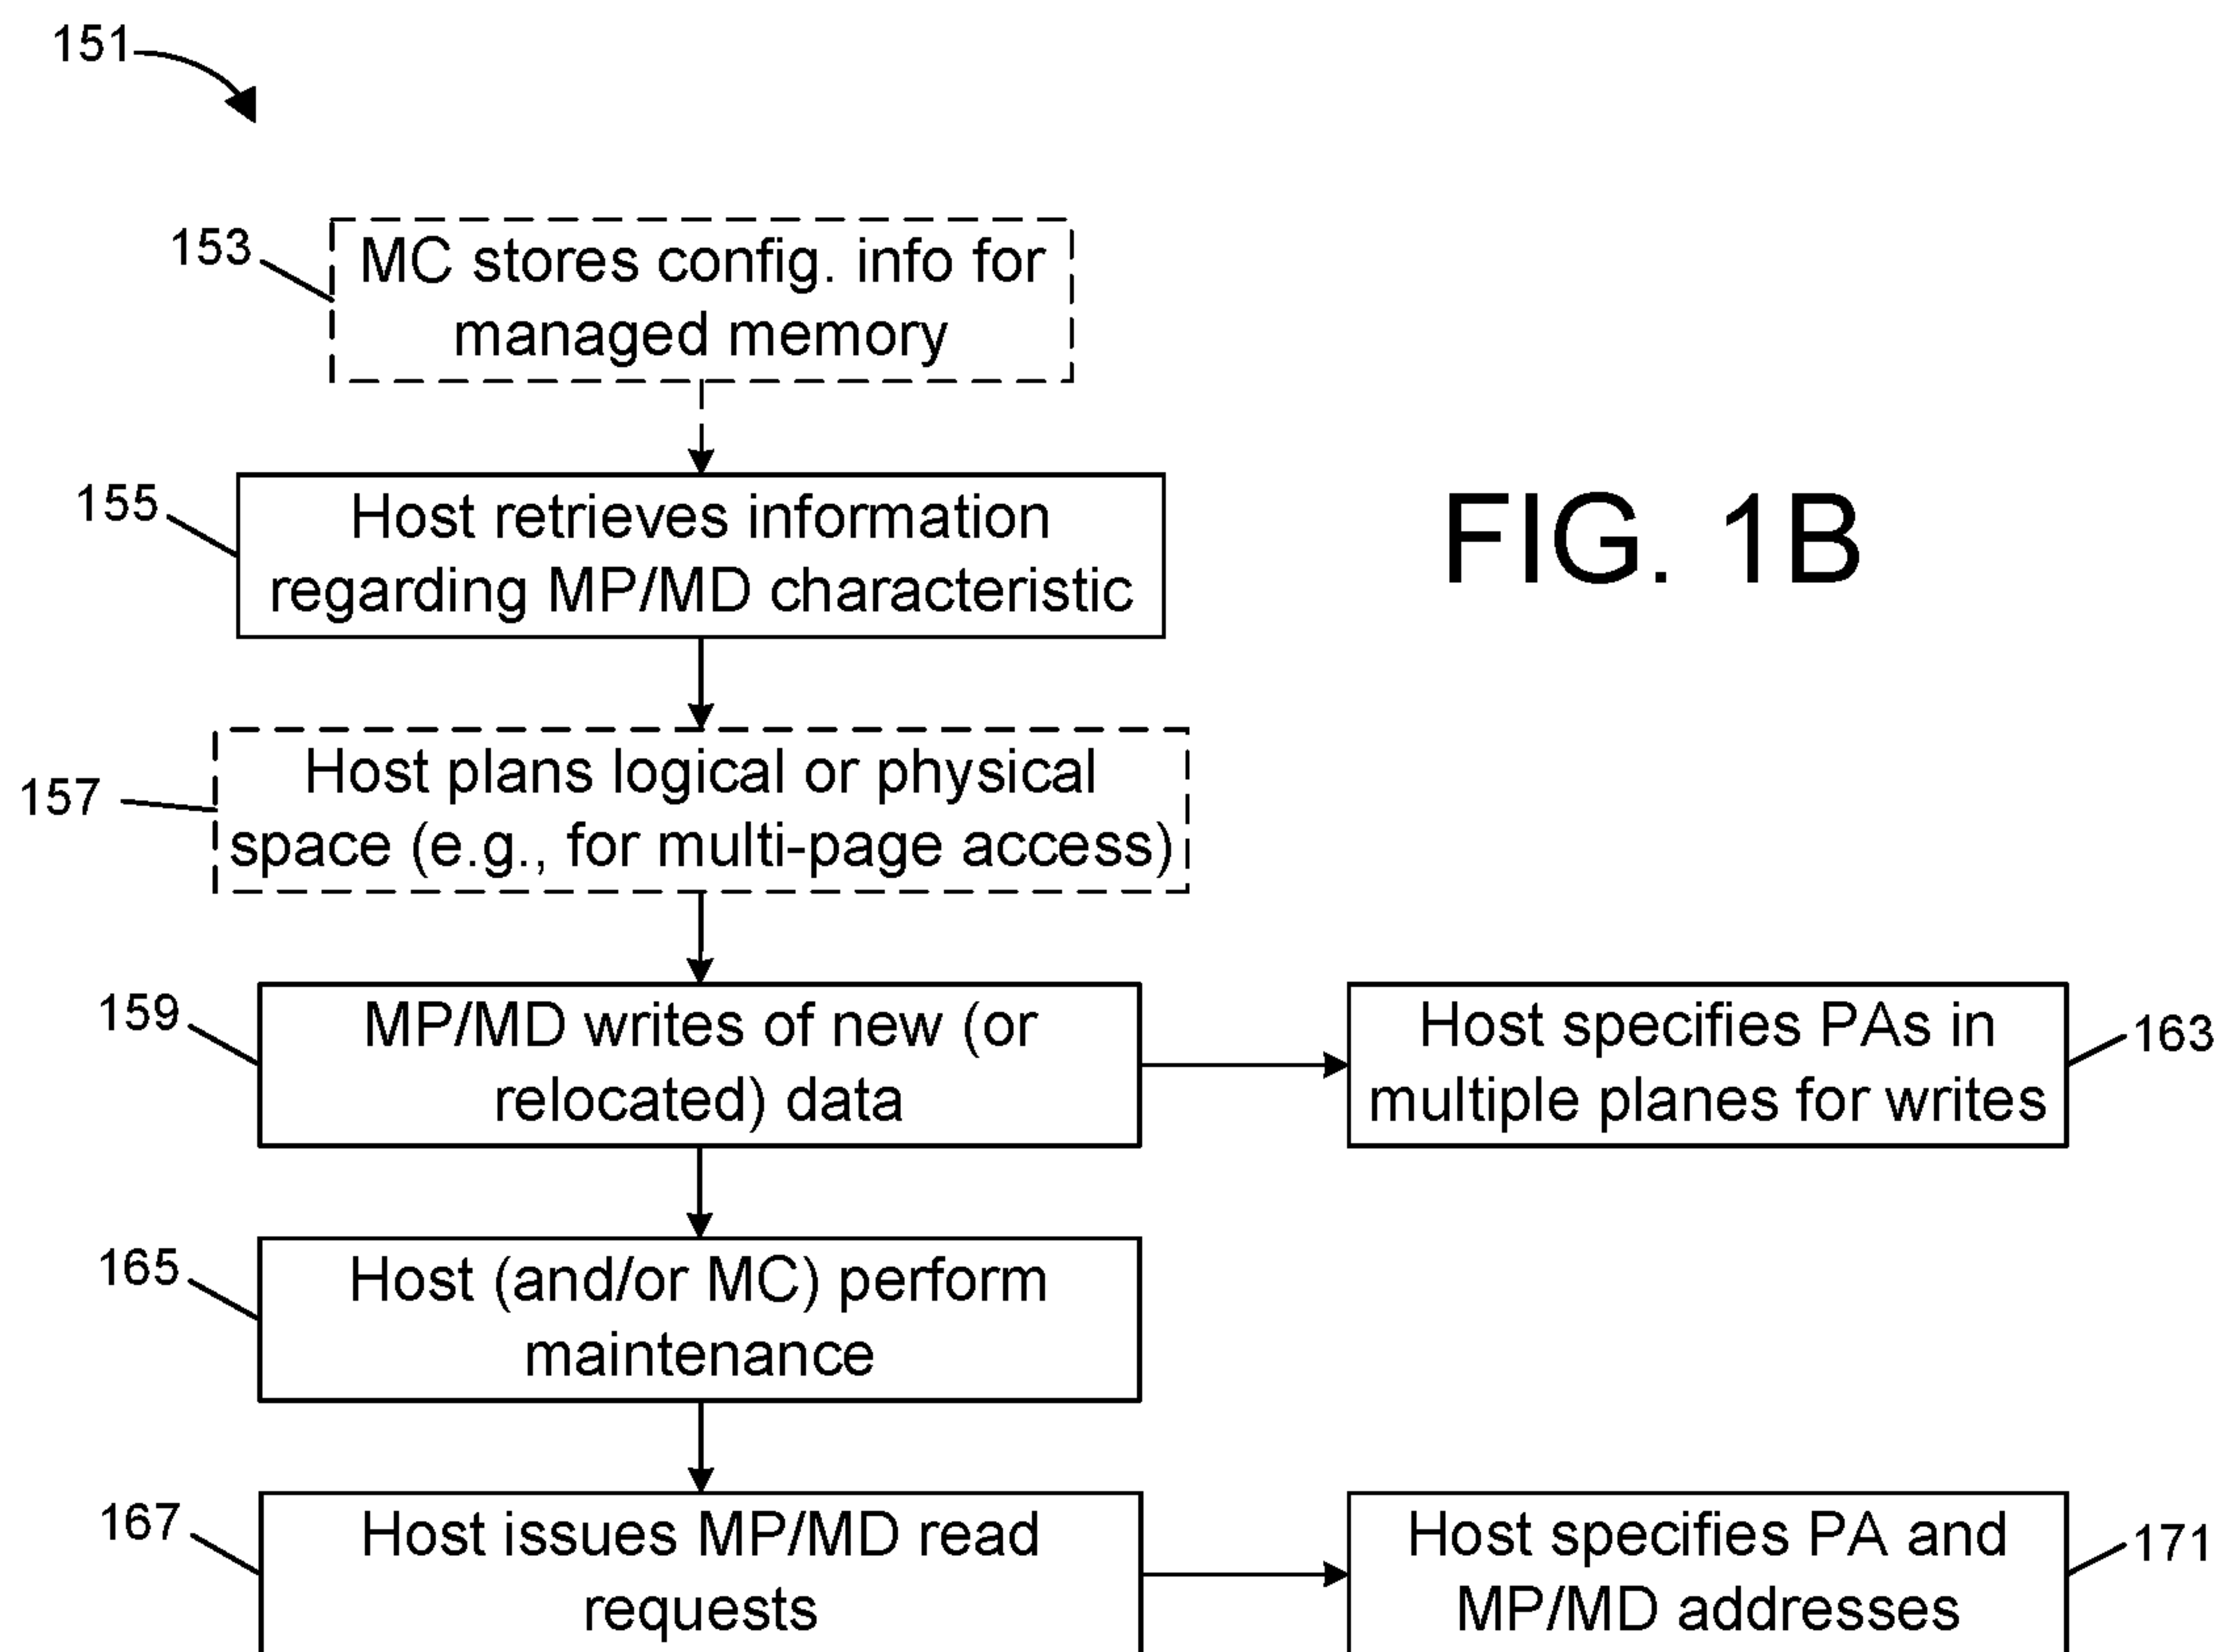 151
153
MC stores config. info for
managed memory
155
Host retrieves information
regarding MP/MD characteristic
FIG. 1B
157
Host plans logical or physical
space (e.g., for multi-page access)
159
MP/MD writes of new (or
relocated) data
Host specifies PAs in
multiple planes for writes
163
165
Host (and/or MC) perform
maintenance
167
Host issues MP/MD read
requests
Host specifies PA and
MP/MD addresses
171